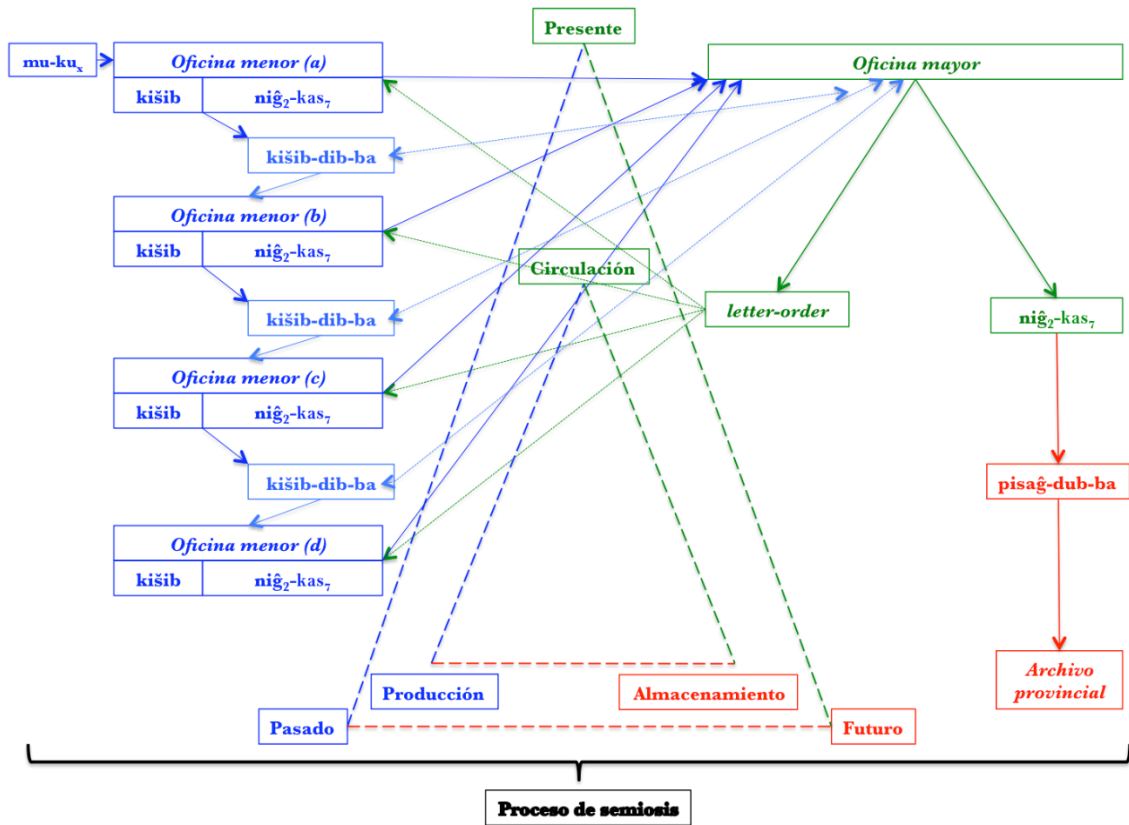 Presente
mu-kuₓ
Oficina menor (a)
Oficina mayor
kišib
niĝ₂-kas₇
kišib-dib-ba
Oficina menor (b)
kišib
niĝ₂-kas₇
Circulación
kišib-dib-ba
letter-order
niĝ₂-kas₇
Oficina menor (c)
kišib
niĝ₂-kas₇
kišib-dib-ba
pisaĝ-dub-ba
Oficina menor (d)
kišib
niĝ₂-kas₇
Producción
Almacenamiento
Archivo
provincial
Pasado
Futuro
Proceso de semiosis